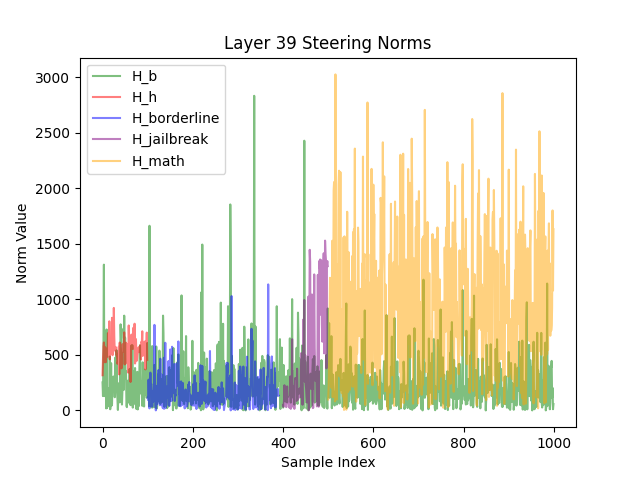 Layer 39 Steering Norms
H_b
H_h
H_borderline
H_jailbreak
H_math
Norm Value
3000
2500
2000
1500
1000
500
0
0 200 400 600 800 1000
Sample Index